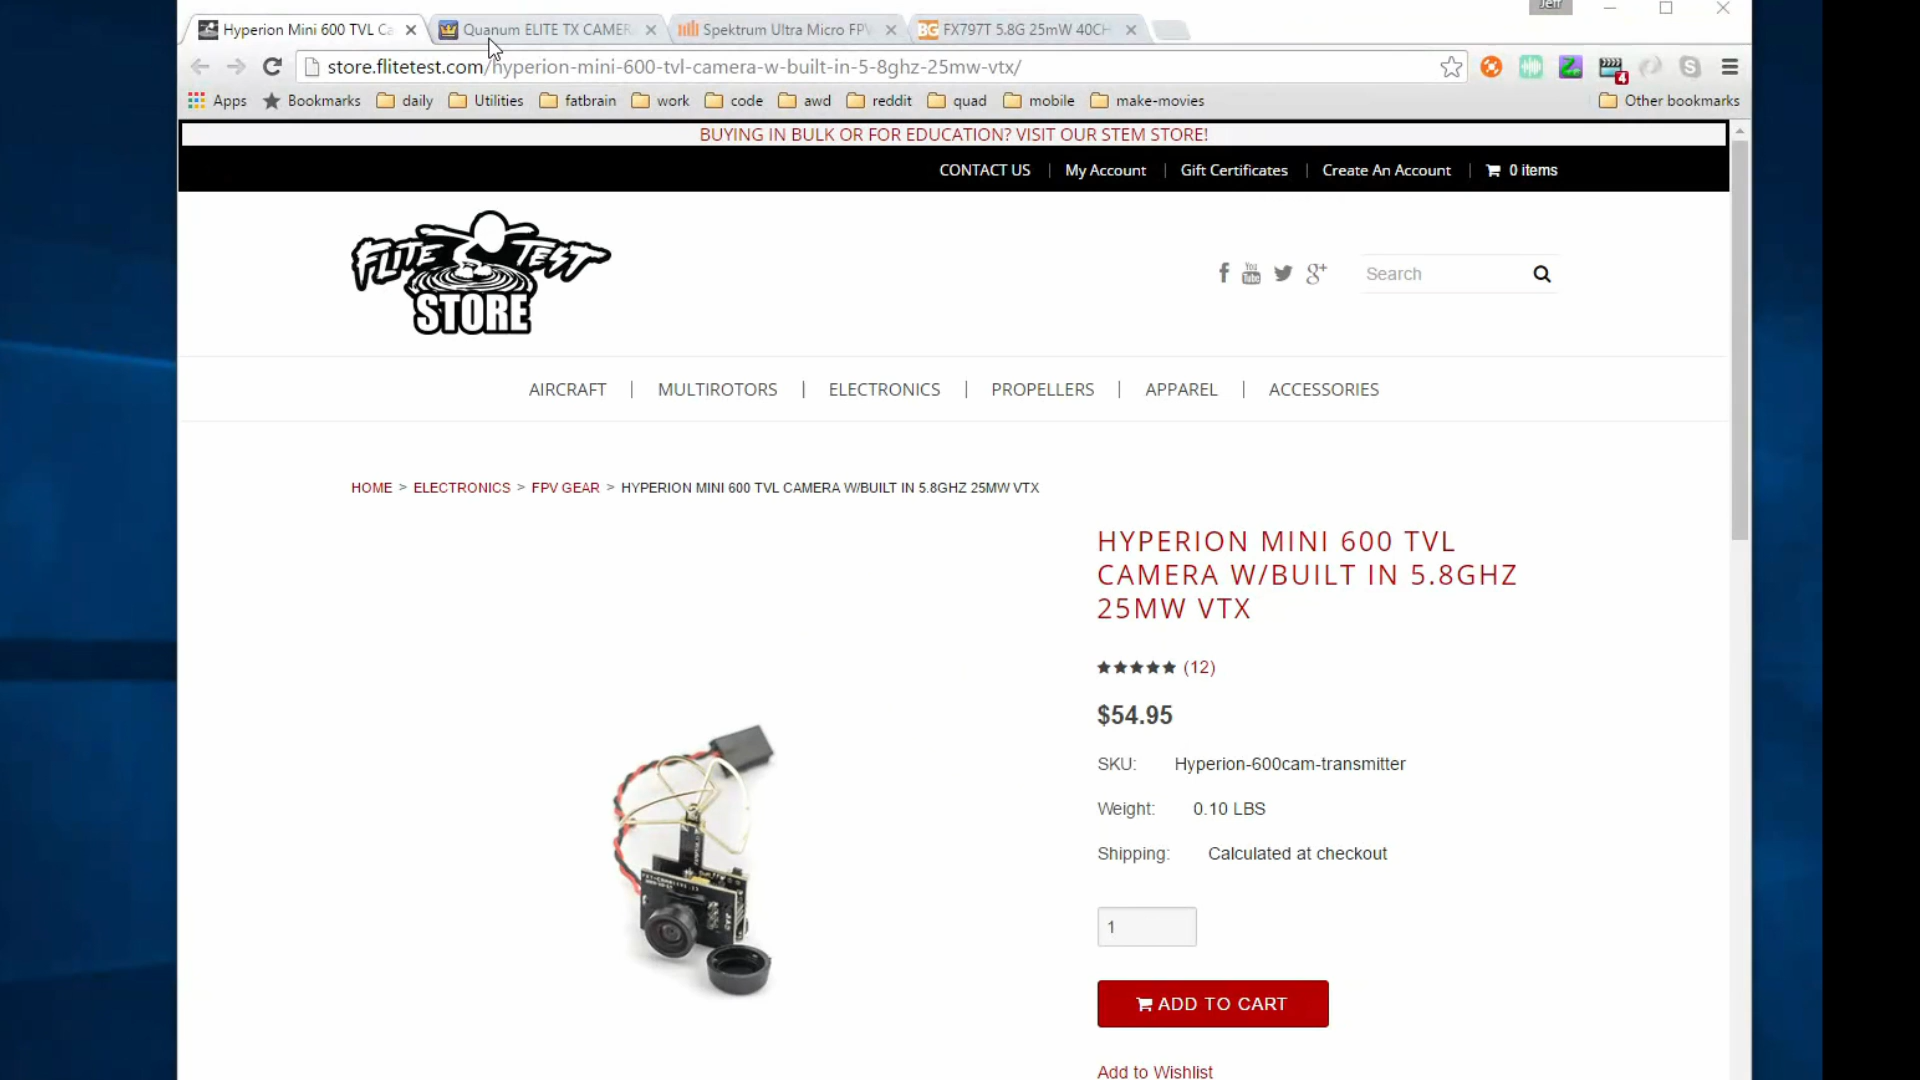 Jeff
Hyperion Mini 600 TVL Ca
Quanum ELITE TX CAMER
Spektrum Ultra Micro FPV
BG FX797T 5.8G 25mW 40CH
store.flitetest.com/hyperion-mini-600-tvl-camera-w-built-in-5-8ghz-25mw-vtx/
4
Apps Bookmarks daily Utilities fatbrain work code awd reddit quad mobile make-movies Other bookmarks
BUYING IN BULK OR FOR EDUCATION? VISIT OUR STEM STORE!
CONTACT US | My Account | Gift Certificates | Create An Account | 0 items
FLITE TEST
STORE
You Tube
Search
AIRCRAFT | MULTIROTORS | ELECTRONICS | PROPELLERS | APPAREL | ACCESSORIES
HOME > ELECTRONICS > FPV GEAR > HYPERION MINI 600 TVL CAMERA W/BUILT IN 5.8GHZ 25MW VTX
HYPERION MINI 600 TVL
CAMERA W/BUILT IN 5.8GHZ
25MW VTX
(12)
$54.95
SKU: Hyperion-600cam-transmitter
Weight: 0.10 LBS
Shipping: Calculated at checkout
1
ADD TO CART
Add to Wishlist